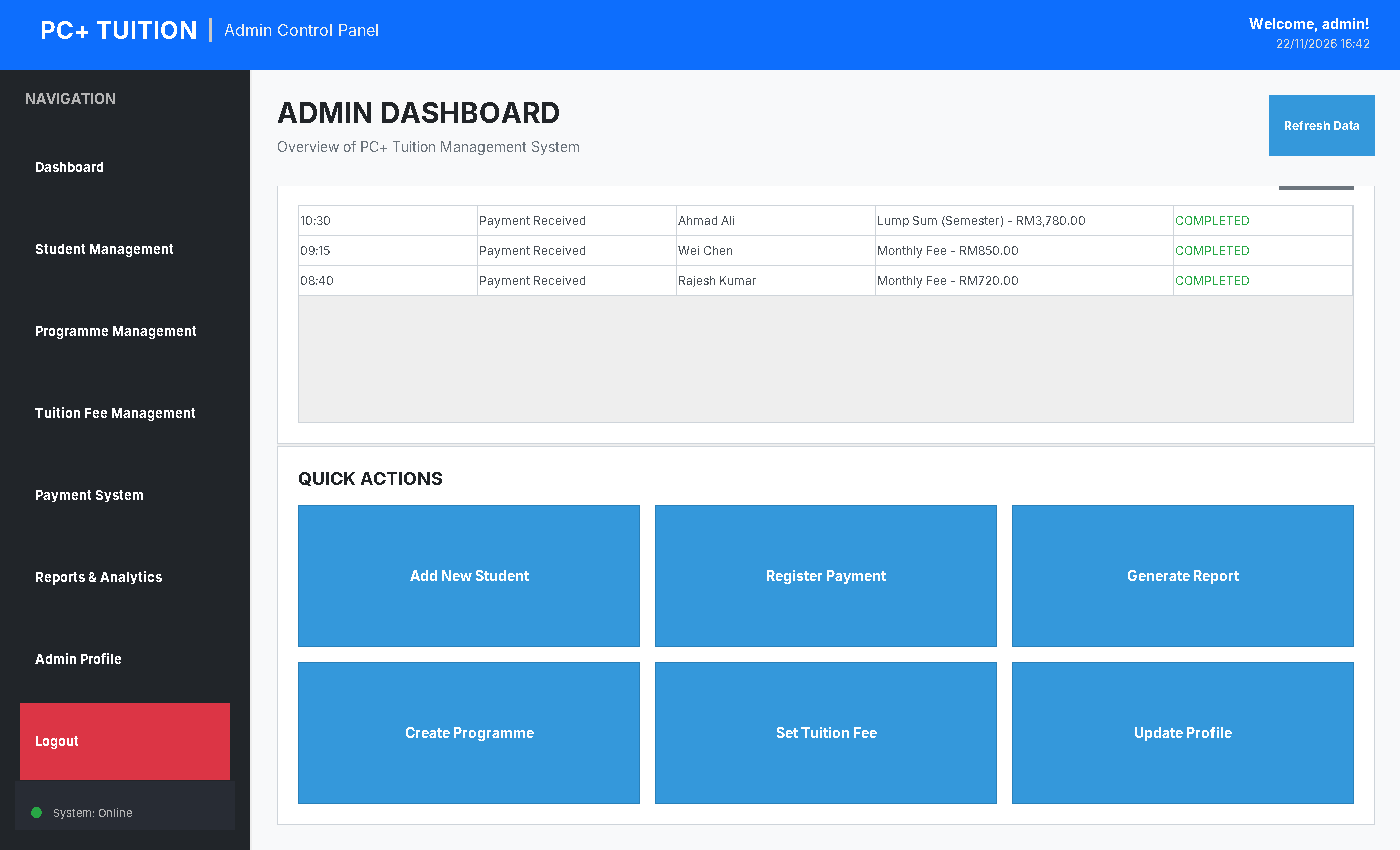 PC+ TUITION | Admin Control Panel
Welcome, admin!
22/11/2026 16:42
NAVIGATION
Dashboard
Student Management
Programme Management
Tuition Fee Management
Payment System
Reports & Analytics
Admin Profile
Logout
System: Online
ADMIN DASHBOARD
Overview of PC+ Tuition Management System
Refresh Data
10:30 Payment Received Ahmad Ali Lump Sum (Semester) - RM3,780.00 COMPLETED
09:15 Payment Received Wei Chen Monthly Fee - RM850.00 COMPLETED
08:40 Payment Received Rajesh Kumar Monthly Fee - RM720.00 COMPLETED
QUICK ACTIONS
Add New Student
Register Payment
Generate Report
Create Programme
Set Tuition Fee
Update Profile